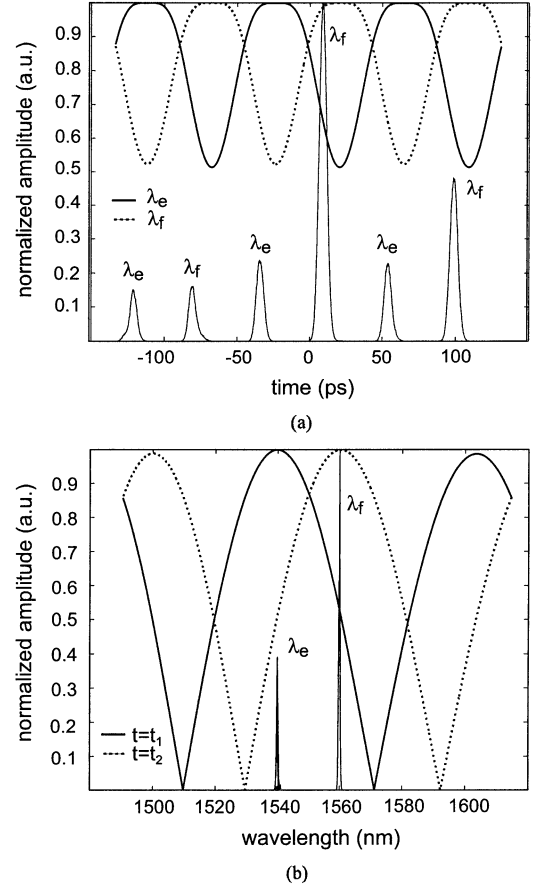 0.9
0.8
0.7
0.6
0.5
0.4
0.3
0.2
0.1
normalized amplitude (a.u.)
λf
λe
λf
λe
λf
λe
λe
λf
-100 -50 0 50 100
time (ps)
(a)
0.9
0.8
0.7
0.6
0.5
0.4
0.3
0.2
0.1
normalized amplitude (a.u.)
λf
λe
t=t1
t=t2
1500 1520 1540 1560 1580 1600
wavelength (nm)
(b)